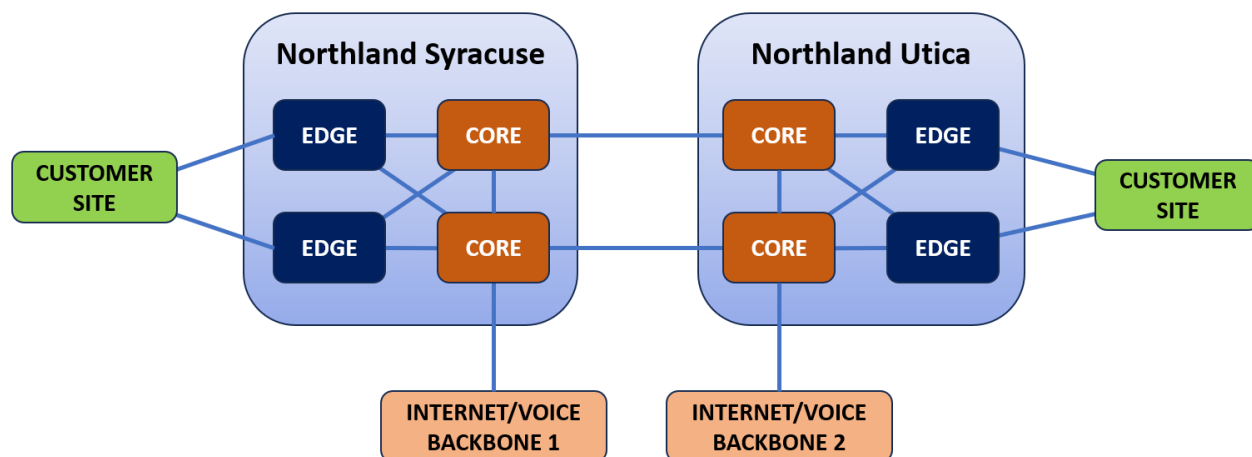 Northland Syracuse
Northland Utica
EDGE
CORE
CORE
EDGE
CUSTOMER
SITE
CUSTOMER
SITE
EDGE
CORE
CORE
EDGE
INTERNET/VOICE
BACKBONE 1
INTERNET/VOICE
BACKBONE 2